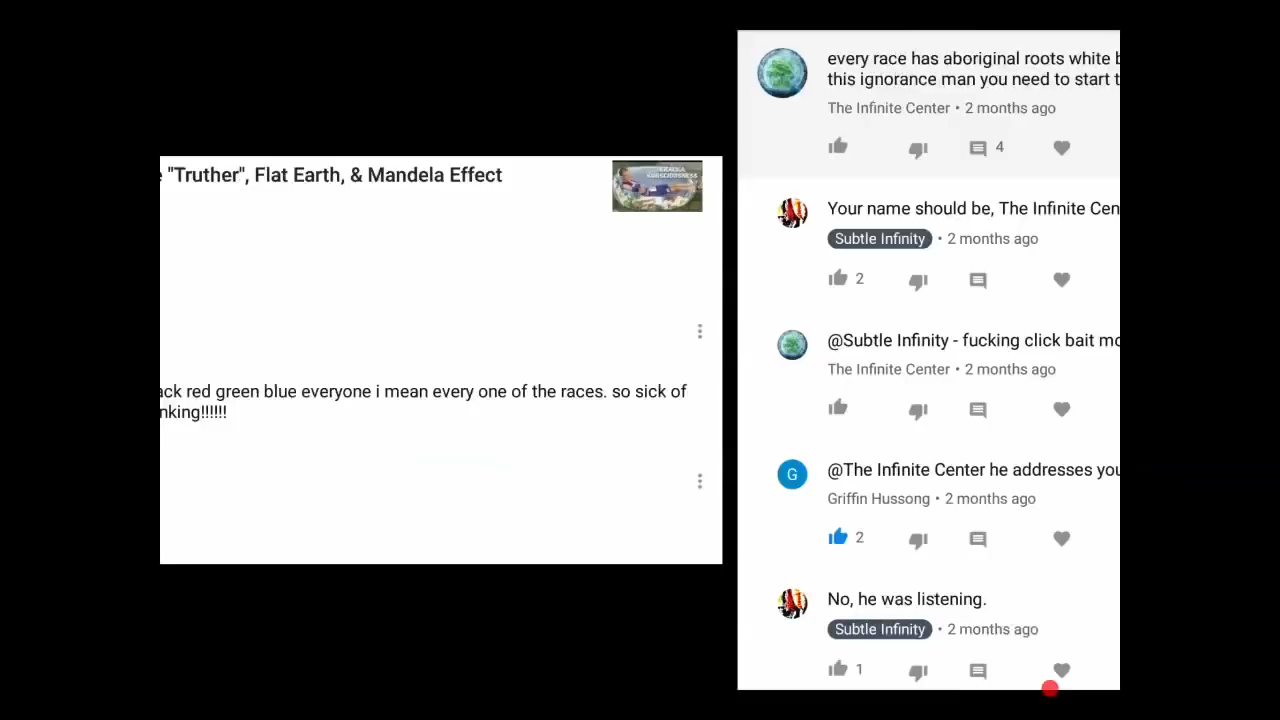 "Truther", Flat Earth, & Mandela Effect
CONSCIOUSNESS
ack red green blue everyone i mean every one of the races. so sick of
nking!!!!!!
every race has aboriginal roots white b
this ignorance man you need to start t
The Infinite Center • 2 months ago
4
Your name should be, The Infinite Cen
Subtle Infinity • 2 months ago
2
@Subtle Infinity - fucking click bait mo
The Infinite Center • 2 months ago
G
@The Infinite Center he addresses you
Griffin Hussong • 2 months ago
2
No, he was listening.
Subtle Infinity • 2 months ago
1